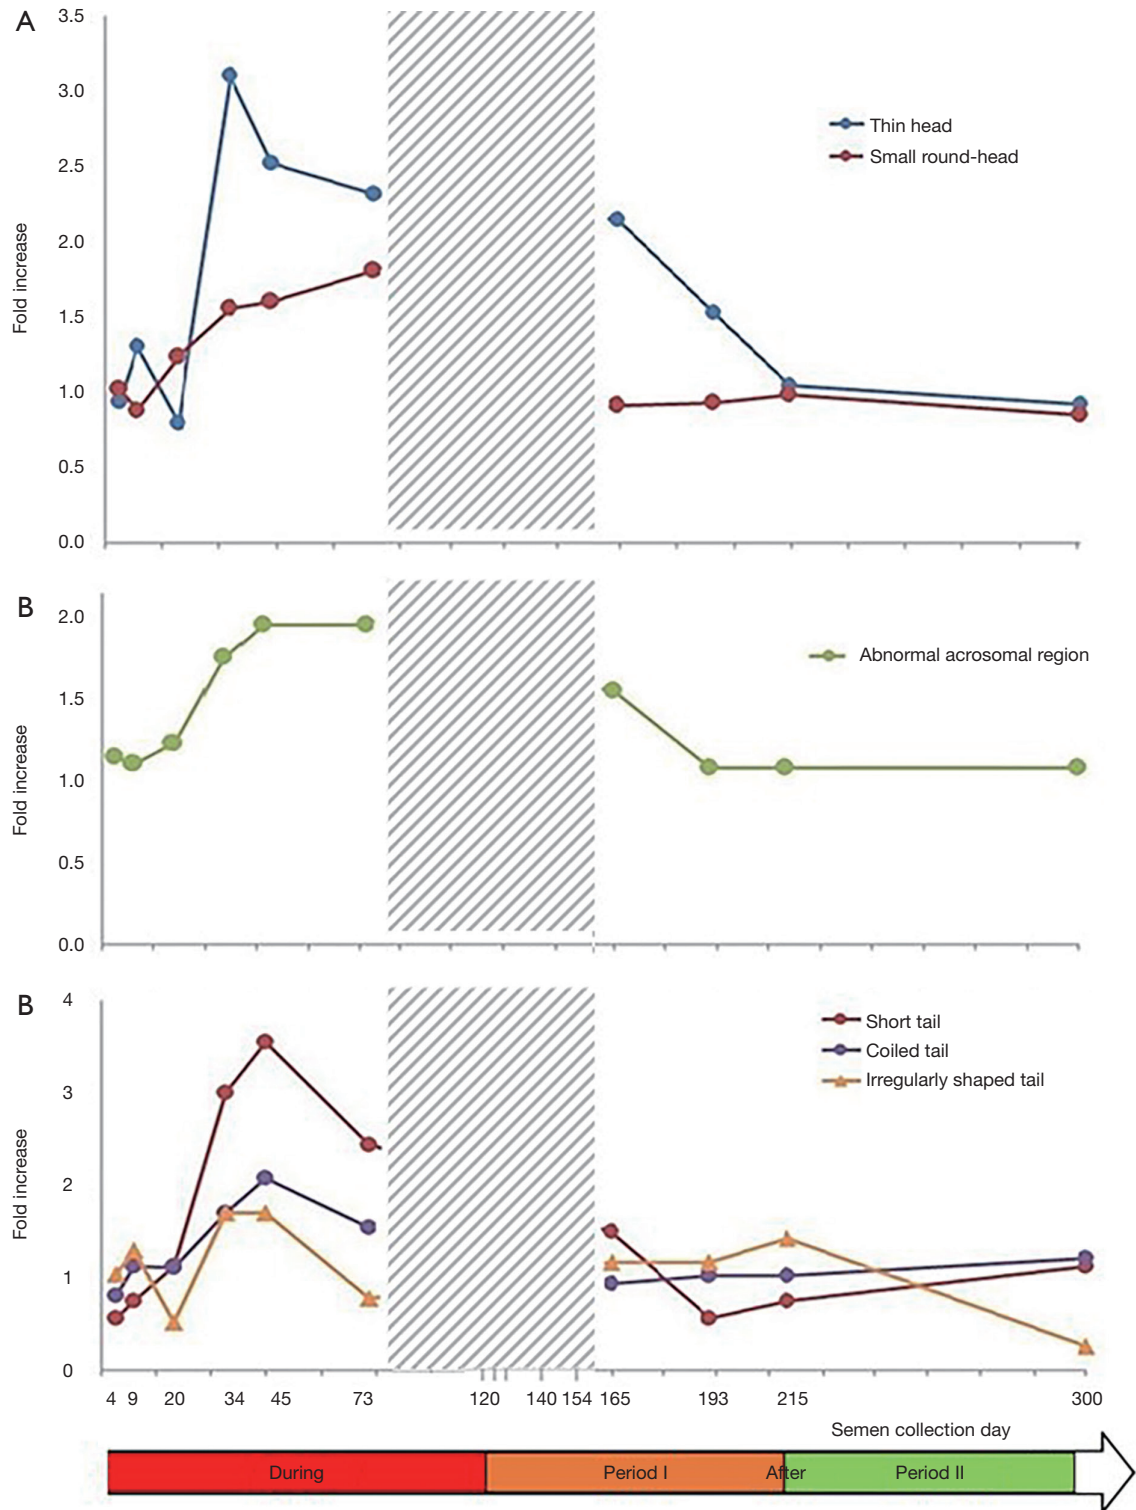 A
3.5
3.0
2.5
2.0
1.5
1.0
0.5
0.0
Fold increase
Thin head
Small round-head
B
2.0
1.5
1.0
0.5
0.0
Fold increase
Abnormal acrosomal region
B
4
3
2
1
0
Fold increase
Short tail
Coiled tail
Irregularly shaped tail
4 9 20 34 45 73 120 140 154 165 193 215 300
Semen collection day
During Period I After Period II